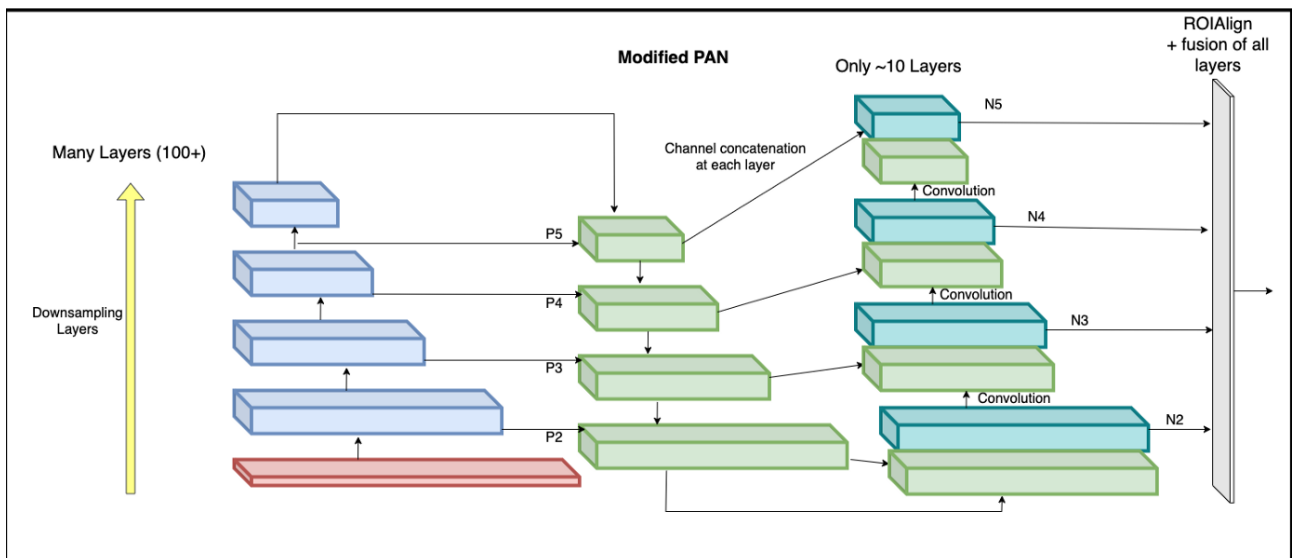 ROIAlign
+ fusion of all
layers
Modified PAN
Only ~10 Layers
N5
Many Layers (100+)
Channel concatenation
at each layer
Convolution
N4
P5
Convolution
P4
Downsampling
Layers
N3
P3
Convolution
N2
P2